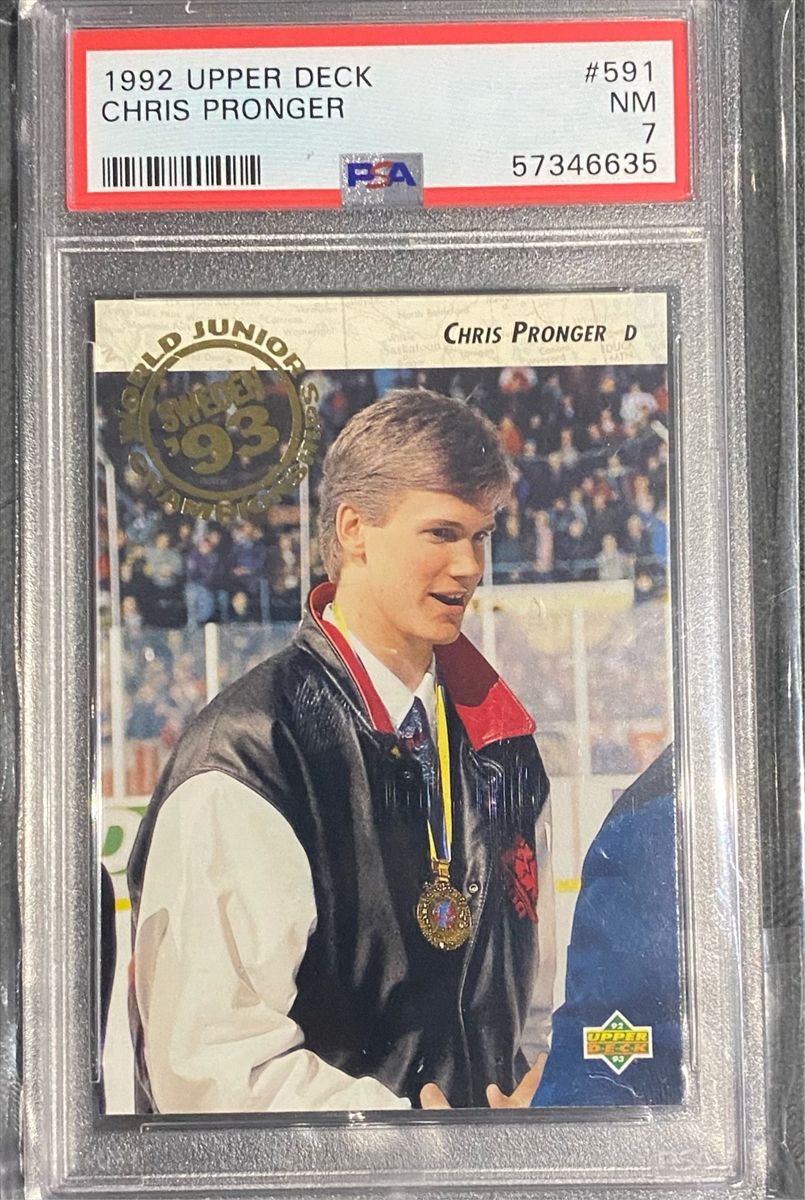 1992 UPPER DECK
#591
CHRIS PRONGER
NM
7
57346635
PSA
CHRIS PRONGER D
WORLD JUNIOR
CHAMPIONSHIPS
SWEDEN
'93
Saskatoon
92
UPPER
DECK
93